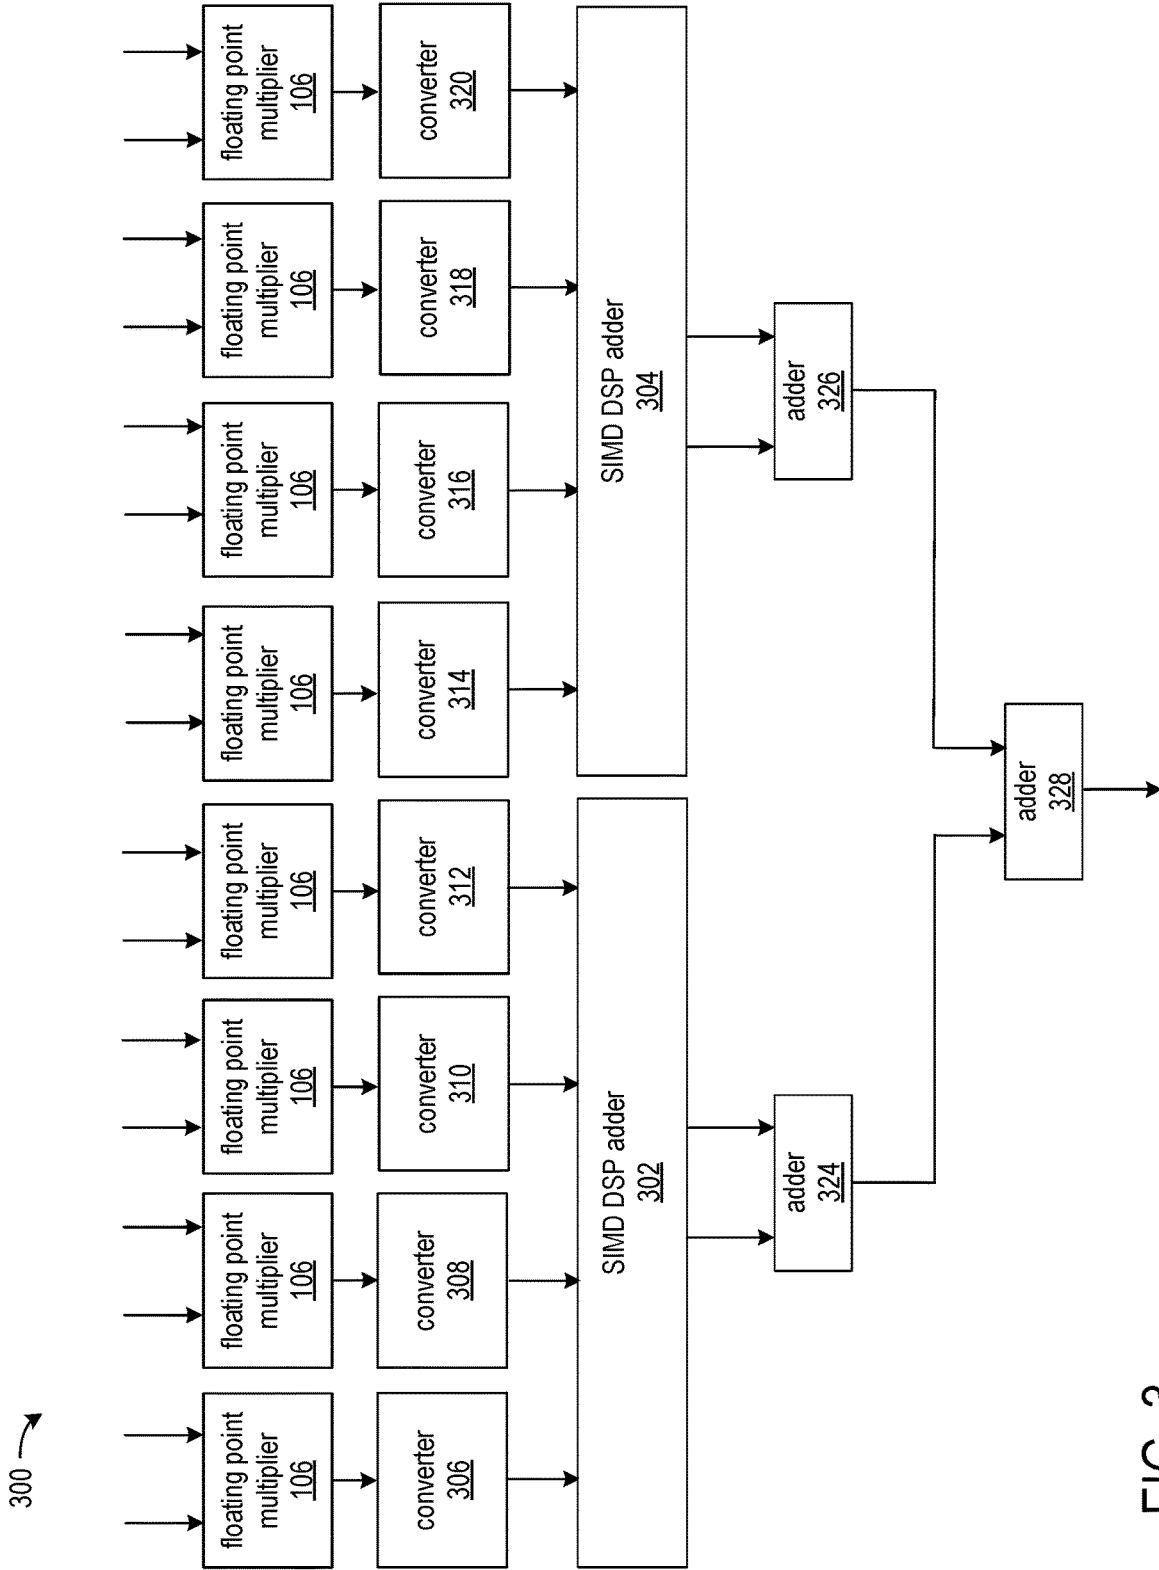 300
floating point
multiplier
106
floating point
multiplier
106
floating point
multiplier
106
floating point
multiplier
106
floating point
multiplier
106
floating point
multiplier
106
floating point
multiplier
106
floating point
multiplier
106
converter
306
converter
308
converter
310
converter
312
converter
314
converter
316
converter
318
converter
320
SIMD DSP adder
302
SIMD DSP adder
304
adder
324
adder
326
adder
328
FIG.